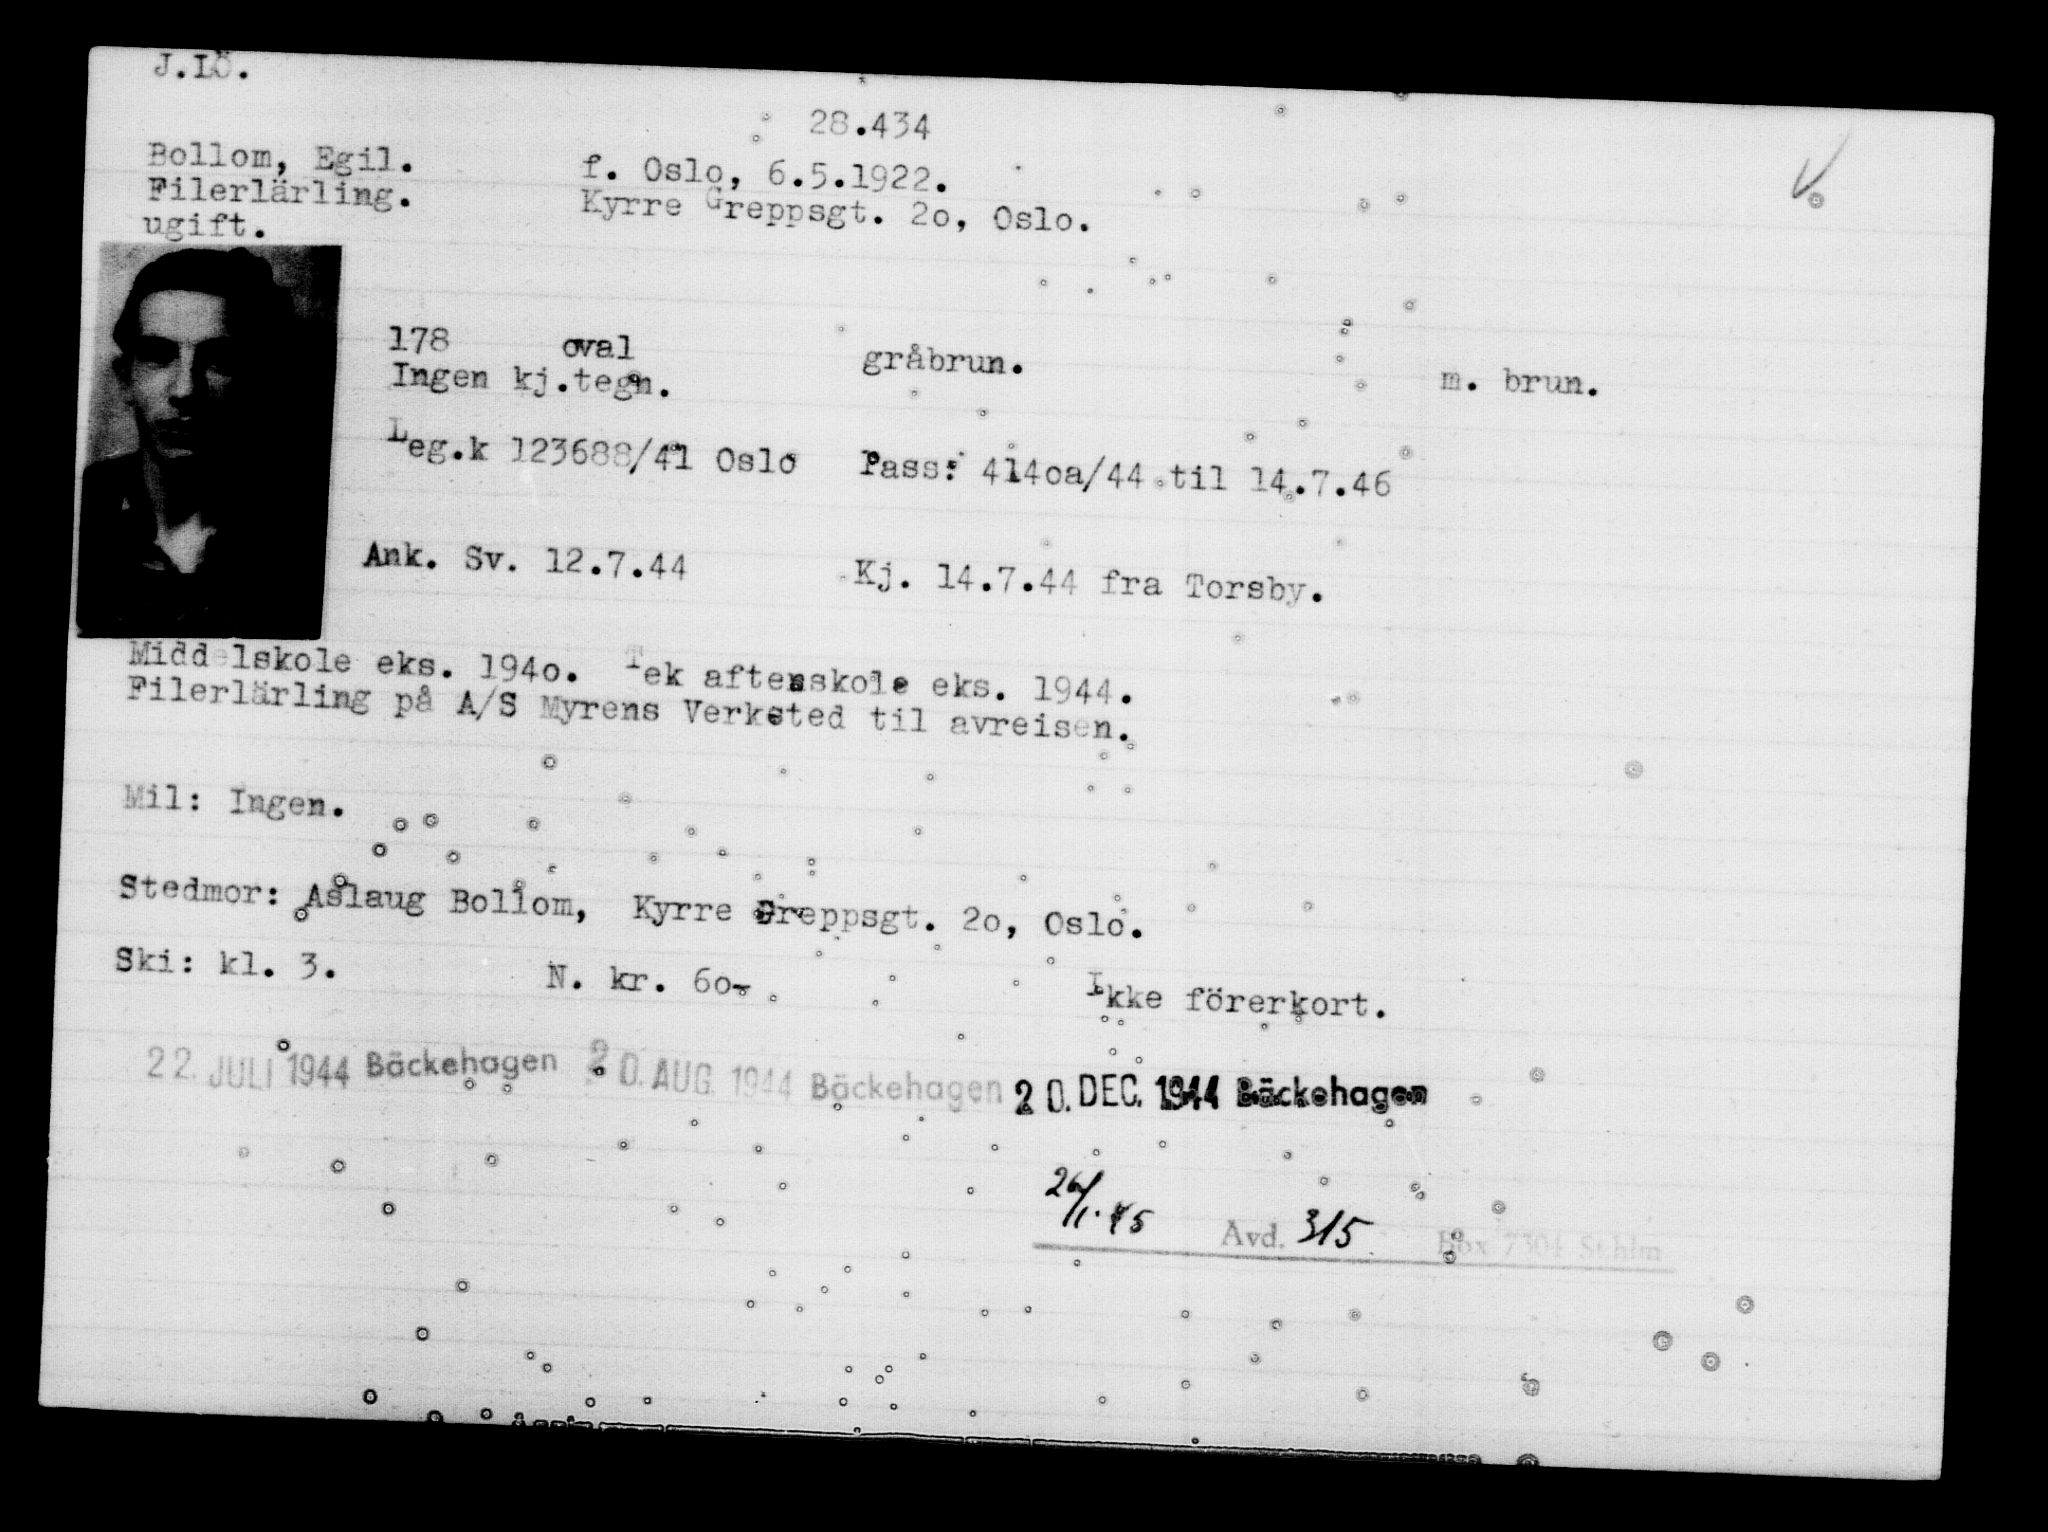 J.LÖ.
28.434
Bollom, Egil. f. Oslo, 6.5.1922.
Filerlärling. Kyrre Greppsgt. 2o, Oslo.
ugift.
178 oval gråbrun. m. brun.
Ingen kj.tegn.
Leg.k 123688/41 Oslo Pass: 414oa/44 til 14.7.46
Ank. Sv. 12.7.44 Kj. 14.7.44 fra Torsby.
Middelskole eks. 194o. Tek aftenskole eks. 1944.
Filerlärling på A/S Myrens Verksted til avreisen.
Mil: Ingen.
Stedmor: Aslaug Bollom, Kyrre Greppsgt. 2o, Oslo.
Ski: kl. 3. N. kr. 6o- Ikke förerkort.
22. JULI 1944 Bäckehagen 20. AUG. 1944 Bäckehagen 20. DEC. 1944 Bäckehagen
26/1.45 Avd. 315 Box 7304 Sthlm